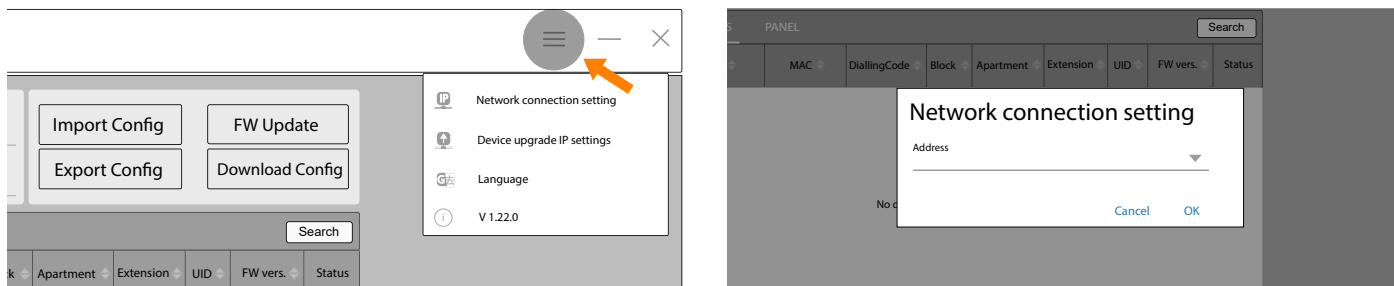 Network connection setting
Import Config
FW Update
Device upgrade IP settings
Export Config
Download Config
Language
V 1.22.0
Search
k Apartment Extension UID FW vers. Status
S PANEL
Search
MAC DiallingCode Block Apartment Extension UID FW vers. Status
Network connection setting
Address
No d
Cancel OK